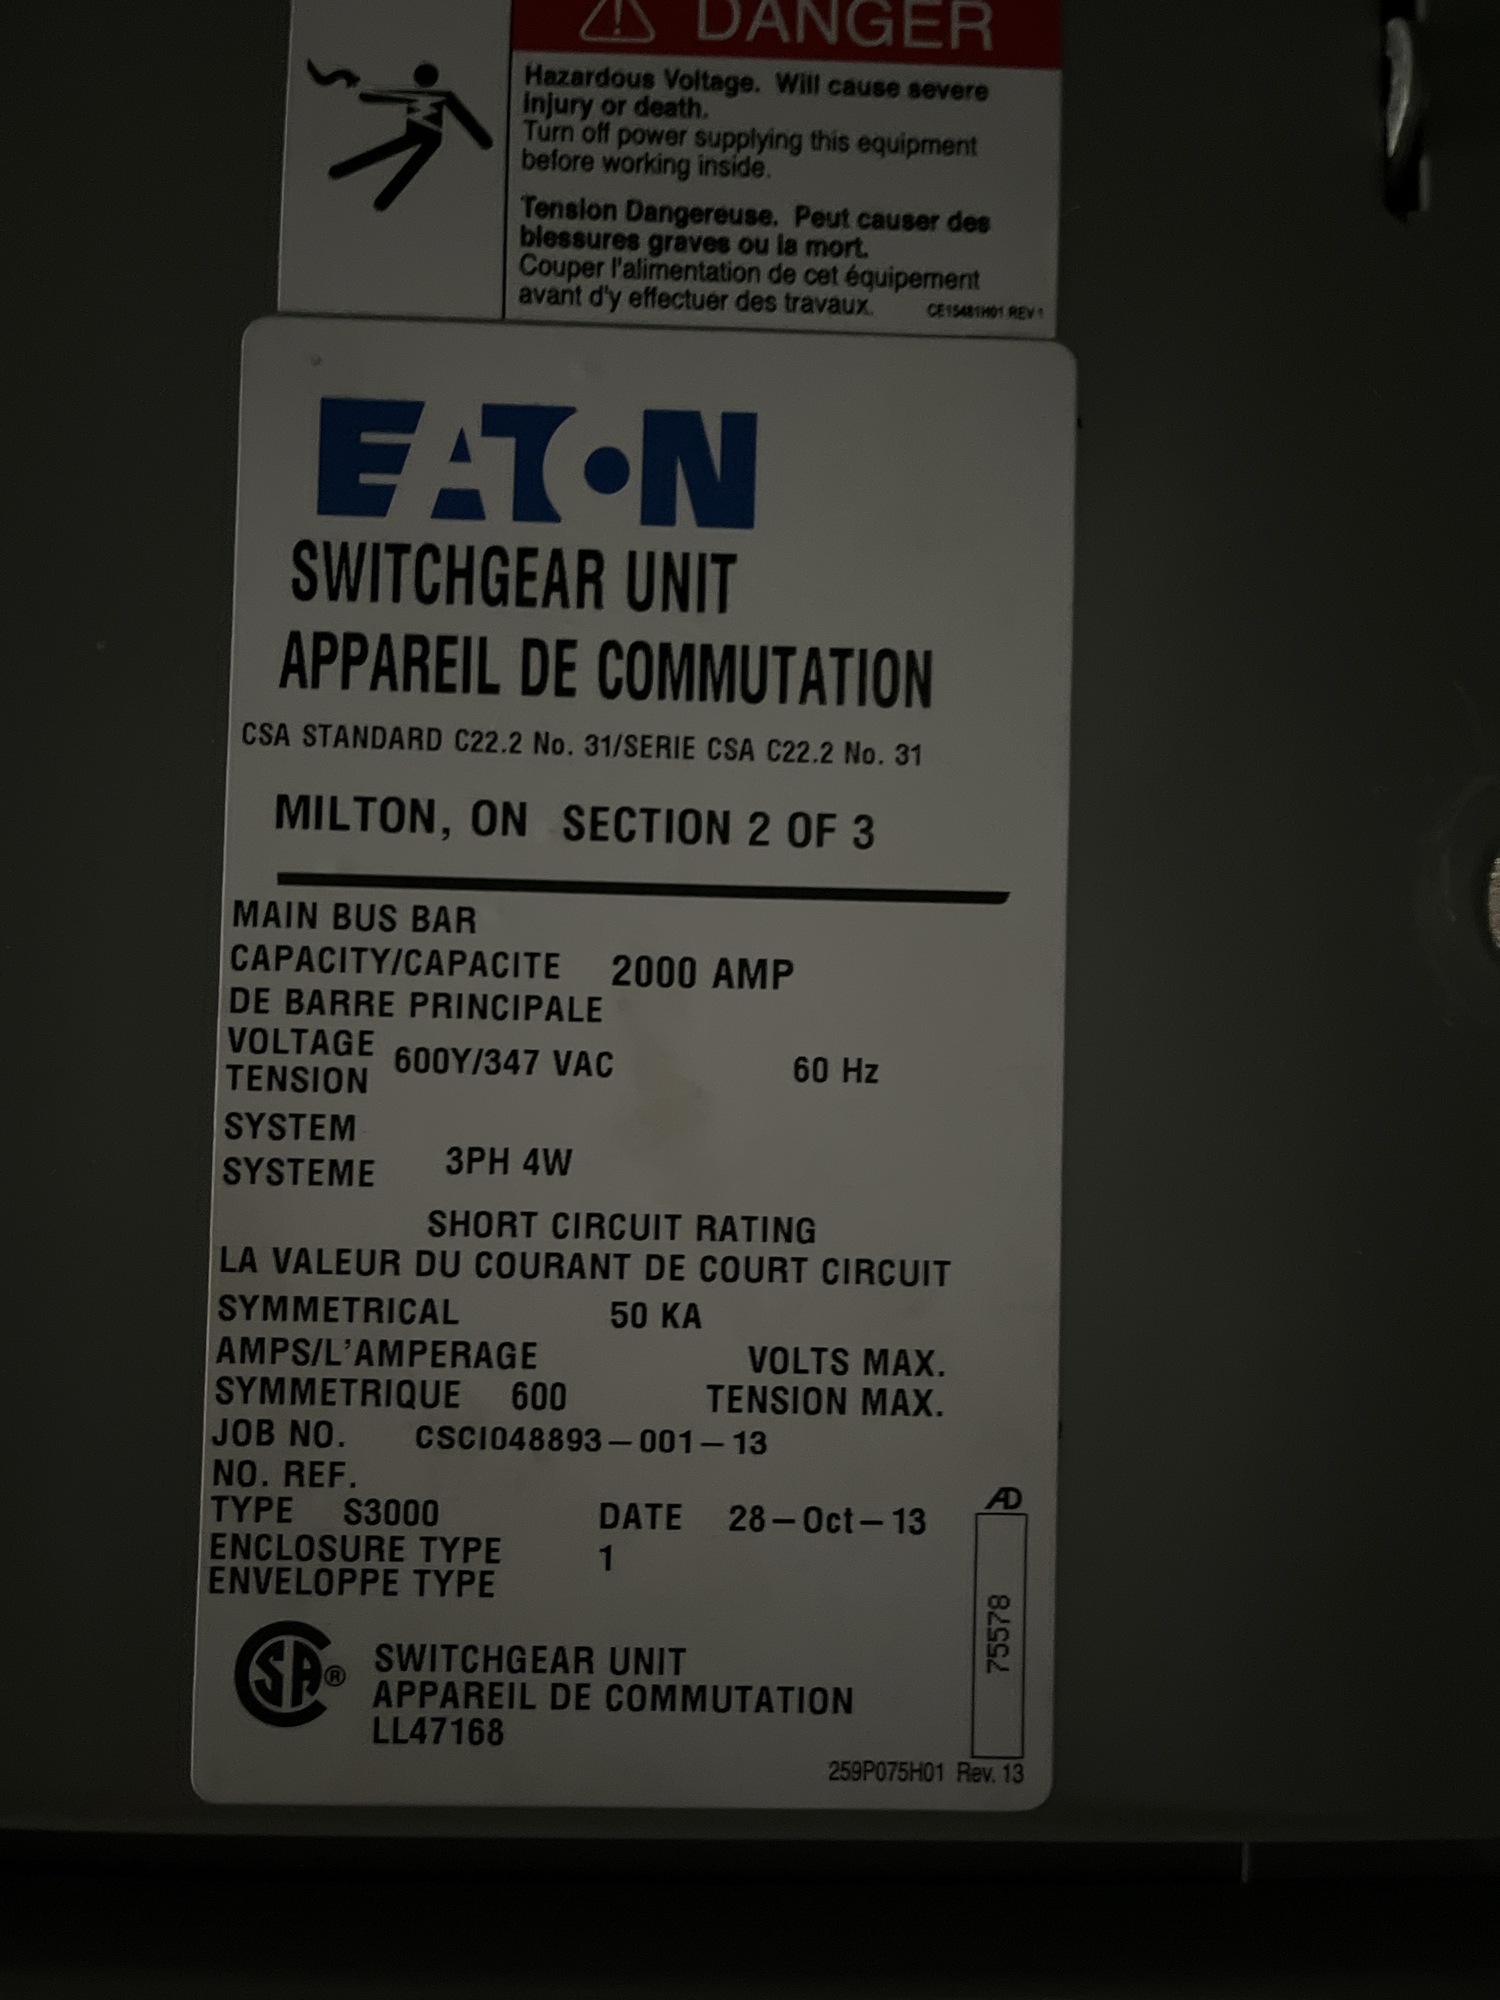 DANGER
Hazardous Voltage. Will cause severe
injury or death.
Turn off power supplying this equipment
before working inside.
Tension Dangereuse. Peut causer des
blessures graves ou la mort.
Couper l'alimentation de cet équipement
avant d'y effectuer des travaux. CE15481H01 REV 1
EATON
SWITCHGEAR UNIT
APPAREIL DE COMMUTATION
CSA STANDARD C22.2 No. 31/SERIE CSA C22.2 No. 31
MILTON, ON SECTION 2 OF 3
MAIN BUS BAR
CAPACITY/CAPACITE 2000 AMP
DE BARRE PRINCIPALE
VOLTAGE
TENSION 600Y/347 VAC 60 Hz
SYSTEM
SYSTEME 3PH 4W
SHORT CIRCUIT RATING
LA VALEUR DU COURANT DE COURT CIRCUIT
SYMMETRICAL 50 KA
AMPS/L'AMPERAGE VOLTS MAX.
SYMMETRIQUE 600 TENSION MAX.
JOB NO. CSCI048893-001-13
NO. REF.
TYPE S3000 DATE 28-Oct-13
ENCLOSURE TYPE 1
ENVELOPPE TYPE
AD
75578
CSA®
SWITCHGEAR UNIT
APPAREIL DE COMMUTATION
LL47168
259P075H01 Rev. 13